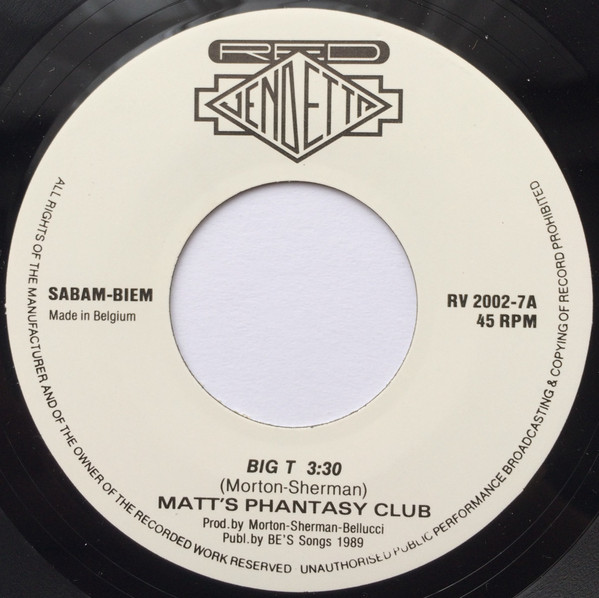 RED
VENDETTA
SABAM-BIEM
Made in Belgium
RV 2002-7A
45 RPM
BIG T 3:30
(Morton-Sherman)
MATT'S PHANTASY CLUB
Prod.by Morton-Sherman-Bellucci
Publ.by BE'S Songs 1989
ALL RIGHTS OF THE MANUFACTURER AND OF THE OWNER OF THE RECORDED WORK RESERVED UNAUTHORISED PUBLIC PERFORMANCE BROADCASTING & COPYING OF RECORD PROHIBITED